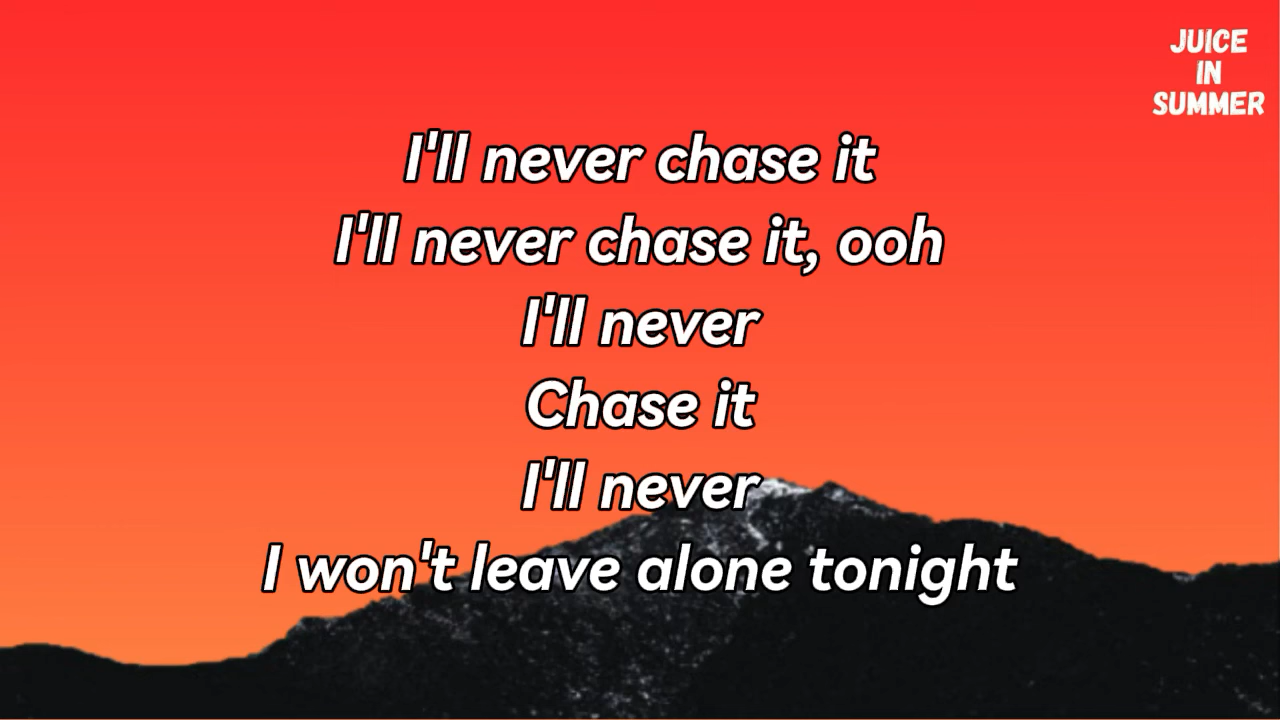 JUICE
IN
SUMMER
I'll never chase it
I'll never chase it, ooh
I'll never
Chase it
I'll never
I won't leave alone tonight